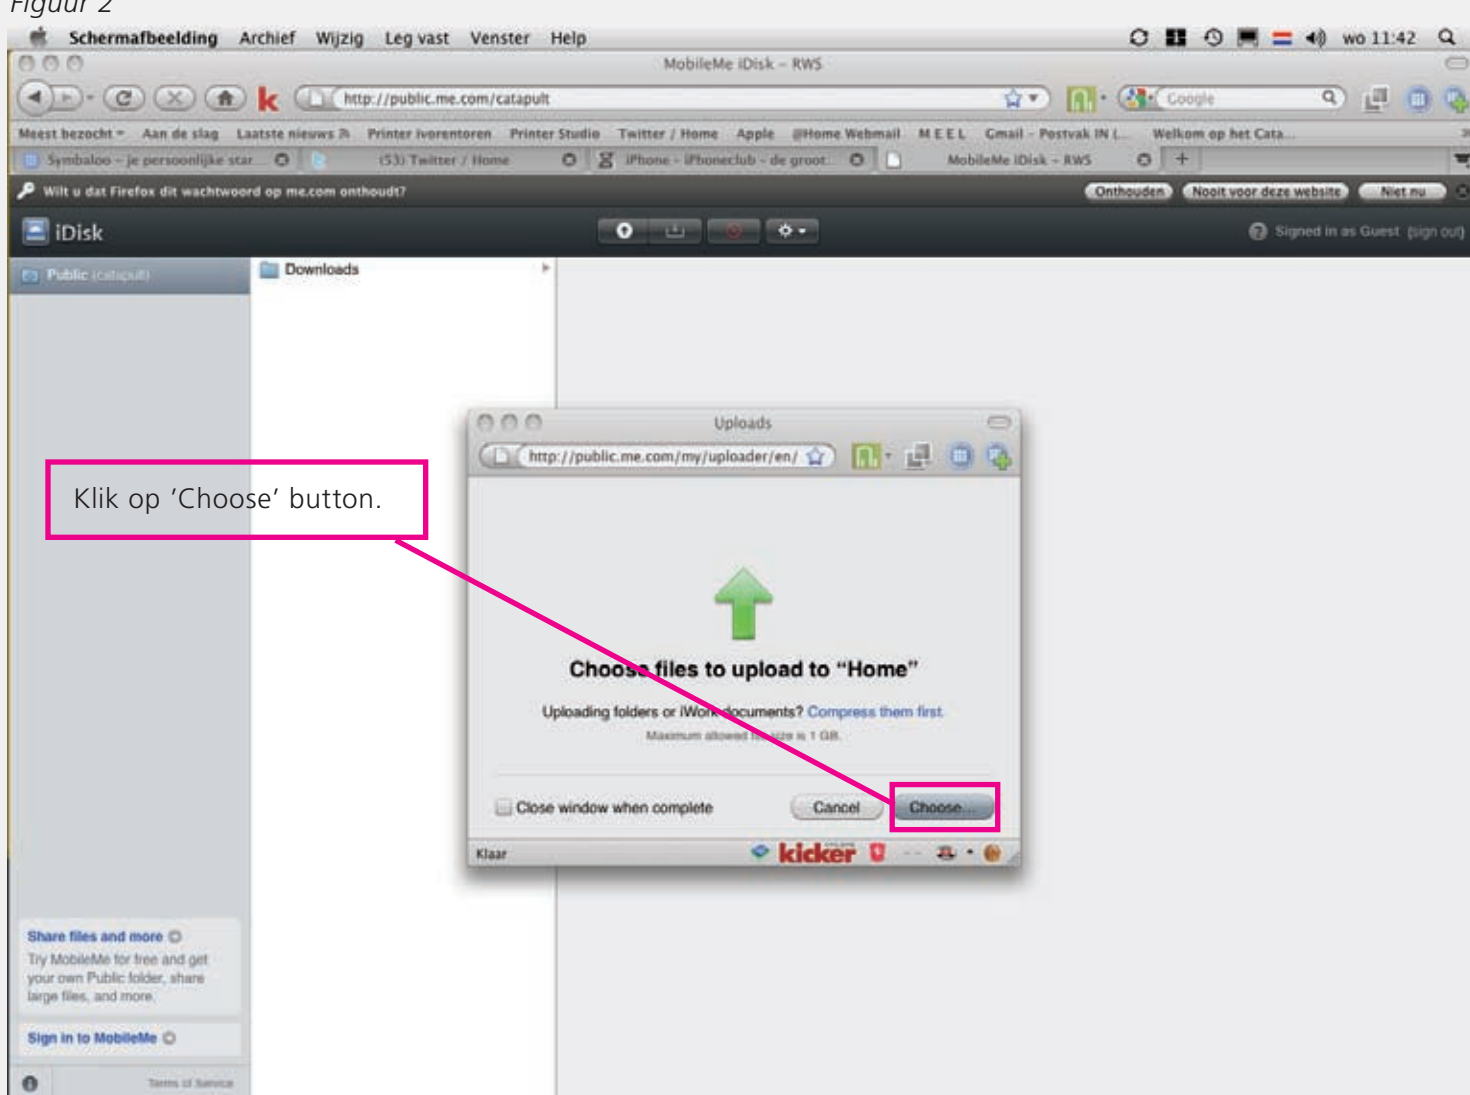 Figuur 2
Schermafbeelding Archief Wijzig Leg vast Venster Help wo 11:42
MobileMe iDisk – RWS
http://public.me.com/catapult Google
Meest bezocht Aan de slag Laatste nieuws Printer Ivorentoren Printer Studio Twitter / Home Apple @Home Webmail M E E L Gmail – Postvak IN (... Welkom op het Cata...
Symbaloo – je persoonlijke star... (53) Twitter / Home iPhone – iPhoneclub – de groot... MobileMe iDisk – RWS +
Wilt u dat Firefox dit wachtwoord op me.com onthoudt? Onthouden Nooit voor deze website Niet nu
iDisk Signed in as Guest (sign out)
Public (catapult) Downloads
Uploads
http://public.me.com/my/uploader/en/
Klik op ’Choose’ button.
Choose files to upload to “Home”
Uploading folders or iWork documents? Compress them first.
Maximum allowed file size is 1 GB.
Close window when complete Cancel Choose...
Klaar kicker
Share files and more
Try MobileMe for free and get
your own Public folder, share
large files, and more.
Sign in to MobileMe
Terms of Service